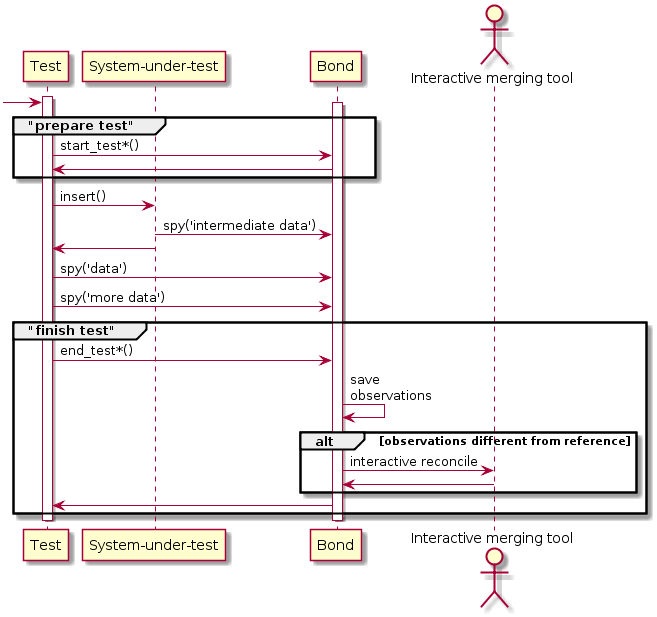 Interactive merging tool
Test
System-under-test
Bond
"prepare test"
start_test*()
insert()
spy('intermediate data')
spy('data')
spy('more data')
"finish test"
end_test*()
save
observations
alt [observations different from reference]
interactive reconcile
Test
System-under-test
Bond
Interactive merging tool